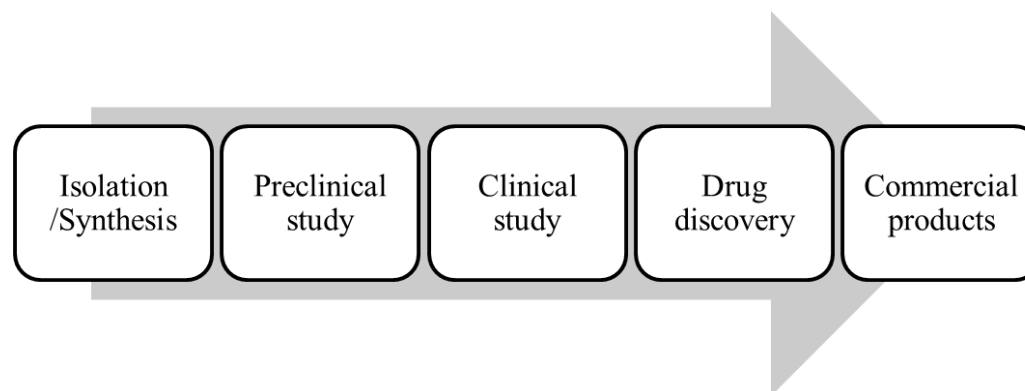 Isolation
/Synthesis
Preclinical
study
Clinical
study
Drug
discovery
Commercial
products